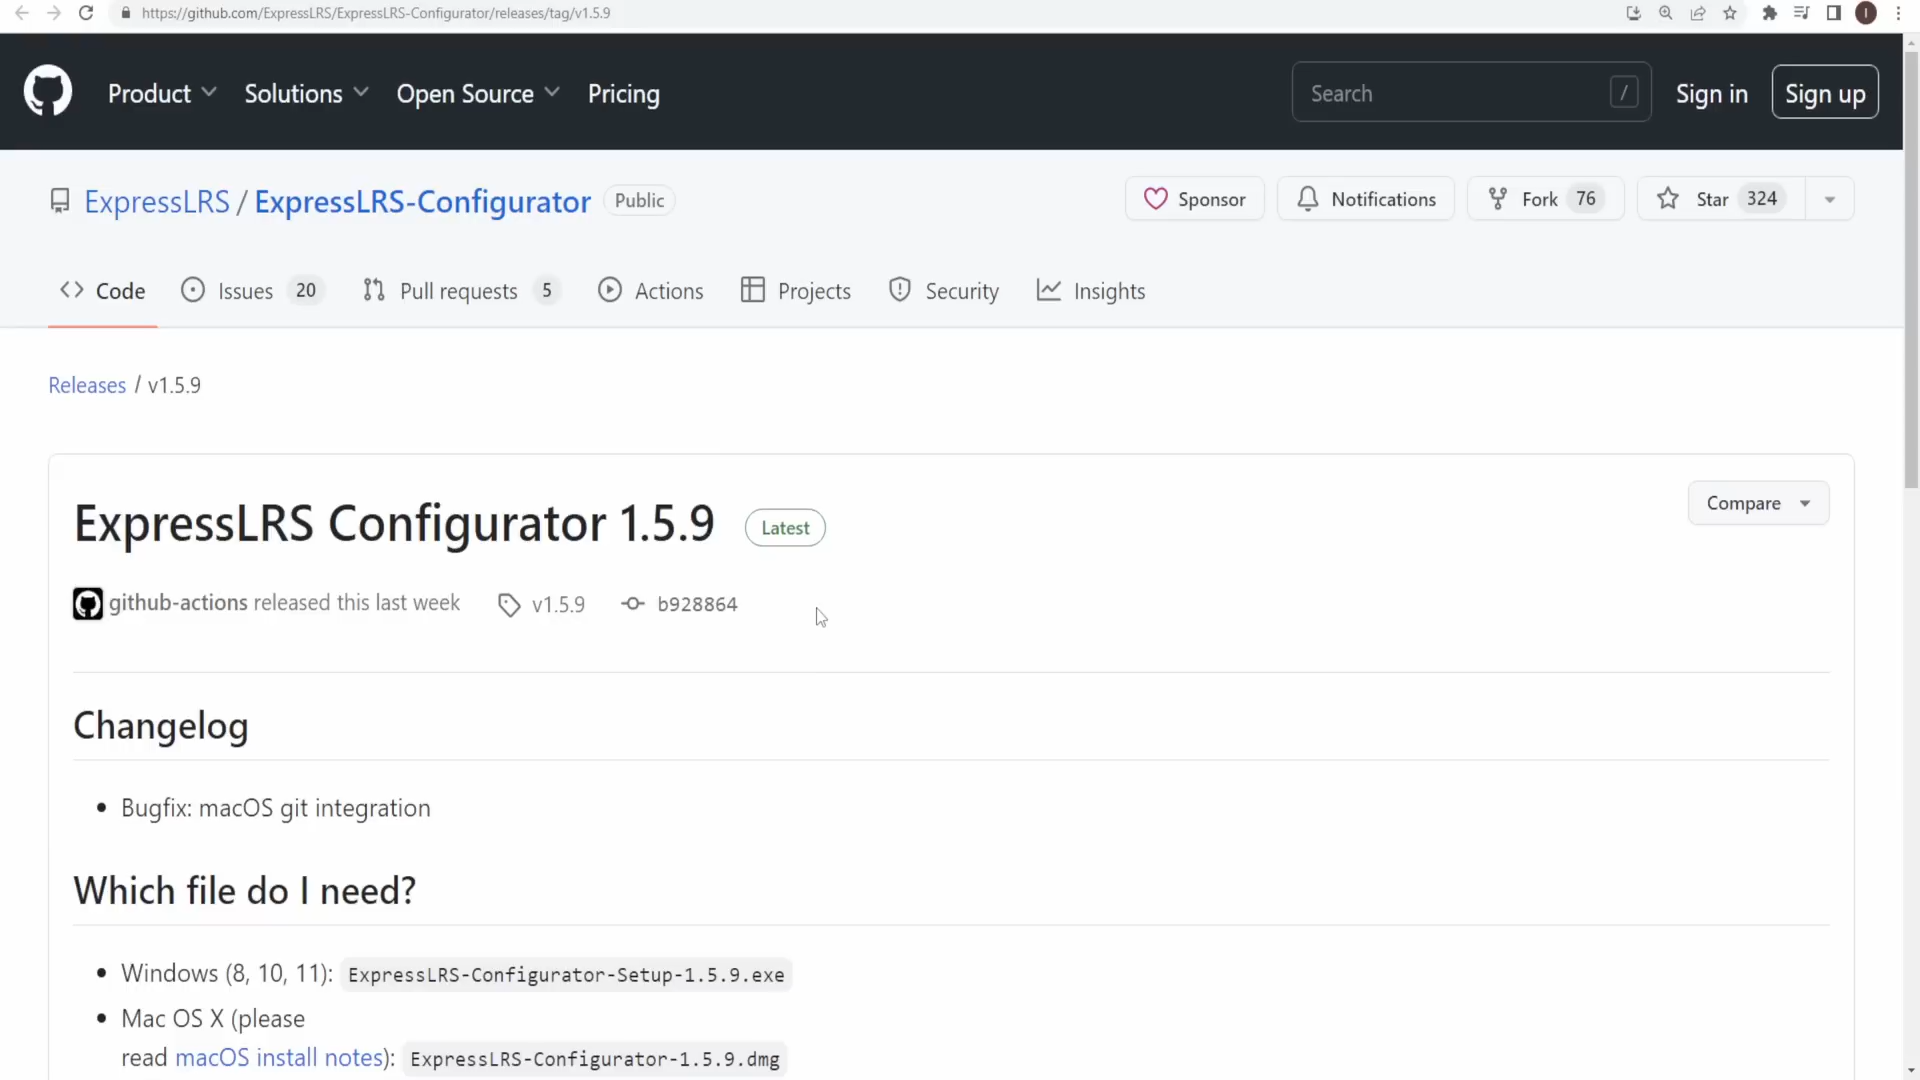 https://github.com/ExpressLRS/ExpressLRS-Configurator/releases/tag/v1.5.9
I
Product Solutions Open Source Pricing Search / Sign in Sign up
ExpressLRS / ExpressLRS-Configurator Public Sponsor Notifications Fork 76 Star 324
Code Issues 20 Pull requests 5 Actions Projects Security Insights
Releases / v1.5.9
ExpressLRS Configurator 1.5.9 Latest Compare
github-actions released this last week v1.5.9 b928864
Changelog
Bugfix: macOS git integration
Which file do I need?
Windows (8, 10, 11): ExpressLRS-Configurator-Setup-1.5.9.exe
Mac OS X (please
read macOS install notes): ExpressLRS-Configurator-1.5.9.dmg